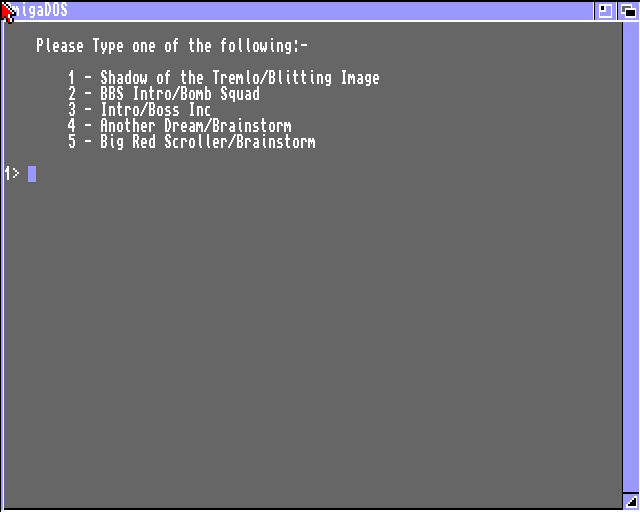 AmigaDOS
Please Type one of the following:-
1 - Shadow of the Tremlo/Blitting Image
2 - BBS Intro/Bomb Squad
3 - Intro/Boss Inc
4 - Another Dream/Brainstorm
5 - Big Red Scroller/Brainstorm
1>